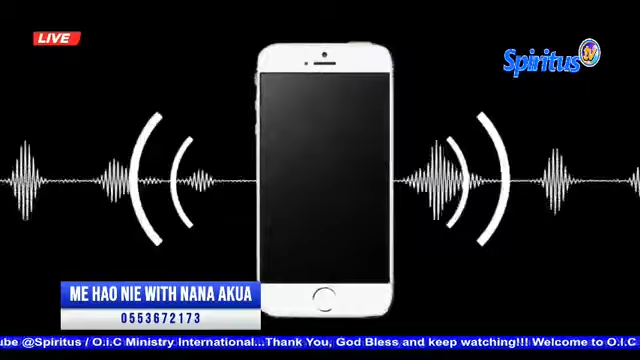 LIVE
Spiritus tv
ME HAO NIE WITH NANA AKUA
0553672173
ube @Spiritus / O.i.C Ministry International...Thank You, God Bless and keep watching!!! Welcome to O.i.C